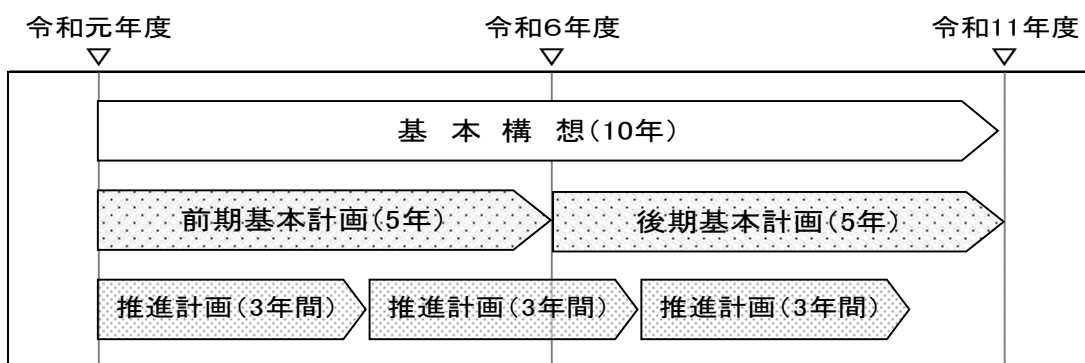 令和元年度 令和6年度 令和11年度
基本構想(10年)
前期基本計画(5年) 後期基本計画(5年)
推進計画(3年間) 推進計画(3年間) 推進計画(3年間)